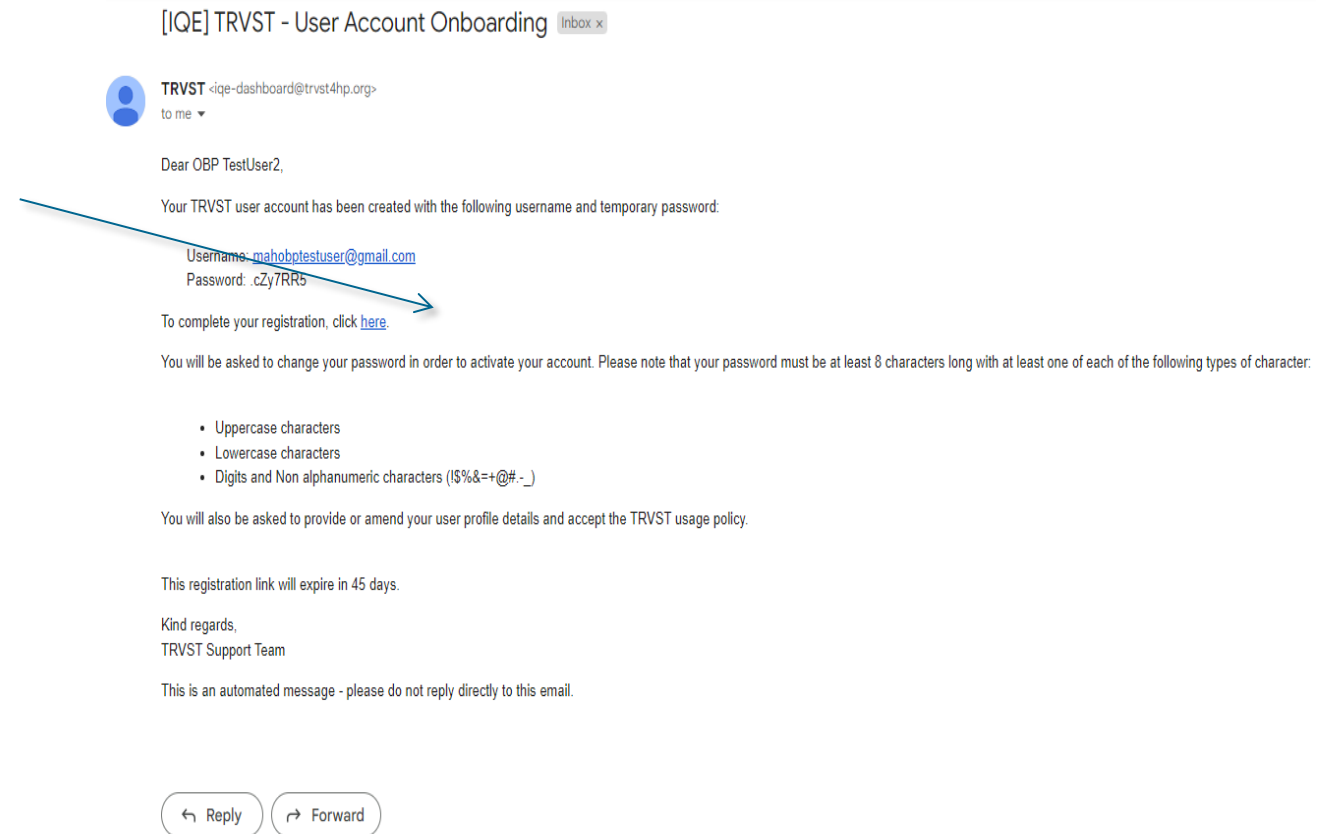 [IQE] TRVST - User Account Onboarding Inbox x
TRVST <iqe-dashboard@trvst4hp.org>
to me
Dear OBP TestUser2,
Your TRVST user account has been created with the following username and temporary password:
Username: mahobptestuser@gmail.com
Password: .cZy7RR5
To complete your registration, click here.
You will be asked to change your password in order to activate your account. Please note that your password must be at least 8 characters long with at least one of each of the following types of character:
• Uppercase characters
• Lowercase characters
• Digits and Non alphanumeric characters (!$%&=+@#.-_)
You will also be asked to provide or amend your user profile details and accept the TRVST usage policy.
This registration link will expire in 45 days.
Kind regards,
TRVST Support Team
This is an automated message - please do not reply directly to this email.
Reply Forward